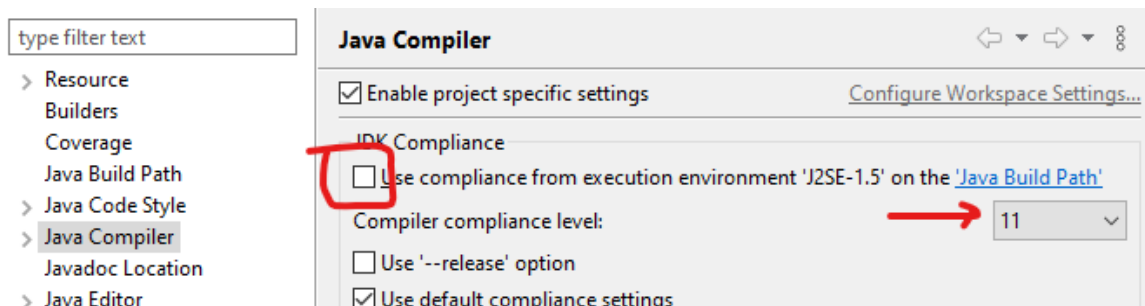 type filter text
Resource
Builders
Coverage
Java Build Path
Java Code Style
Java Compiler
Javadoc Location
Java Editor
Java Compiler
Enable project specific settings
Configure Workspace Settings...
JDK Compliance
Use compliance from execution environment 'J2SE-1.5' on the 'Java Build Path'
Compiler compliance level:
11
Use '--release' option
Use default compliance settings